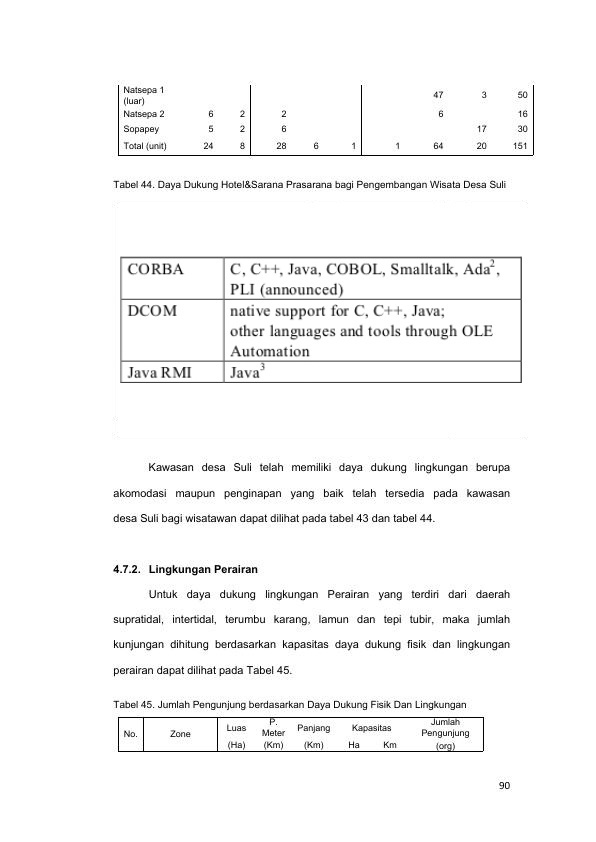 Natsepa 1
(luar) 47 3 50
Natsepa 2 6 2 2 6 16
Sopapey 5 2 6 17 30
Total (unit) 24 8 28 6 1 1 64 20 151
Tabel 44. Daya Dukung Hotel&Sarana Prasarana bagi Pengembangan Wisata Desa Suli
CORBA C, C++, Java, COBOL, Smalltalk, Ada²,
PLI (announced)
DCOM native support for C, C++, Java;
other languages and tools through OLE
Automation
Java RMI Java³
Kawasan desa Suli telah memiliki daya dukung lingkungan berupa
akomodasi maupun penginapan yang baik telah tersedia pada kawasan
desa Suli bagi wisatawan dapat dilihat pada tabel 43 dan tabel 44.
4.7.2. Lingkungan Perairan
Untuk daya dukung lingkungan Perairan yang terdiri dari daerah
supratidal, intertidal, terumbu karang, lamun dan tepi tubir, maka jumlah
kunjungan dihitung berdasarkan kapasitas daya dukung fisik dan lingkungan
perairan dapat dilihat pada Tabel 45.
Tabel 45. Jumlah Pengunjung berdasarkan Daya Dukung Fisik Dan Lingkungan
No. Zone Luas P. Meter Panjang Kapasitas Jumlah Pengunjung
(Ha) (Km) (Km) Ha Km (org)
90